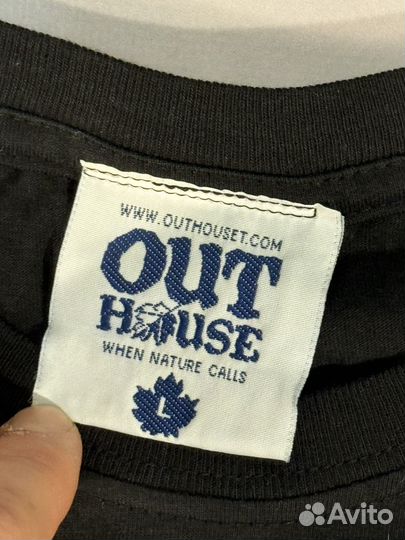 WWW.OUTHOUSET.COM
OUT
HOUSE
WHEN NATURE CALLS
L
Avito